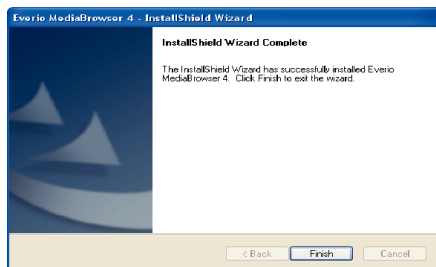 Everio MediaBrowser 4 - InstallShield Wizard
InstallShield Wizard Complete
The InstallShield Wizard has successfully installed Everio
MediaBrowser 4. Click Finish to exit the wizard.
< Back
Finish
Cancel